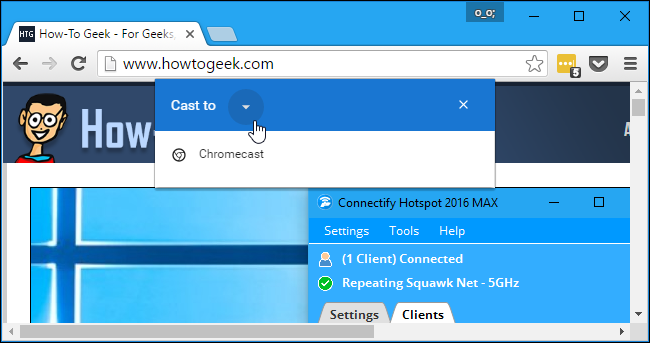 o_o;
HTG How-To Geek - For Geeks,
www.howtogeek.com
5
How-
Cast to
A
Chromecast
Connectify Hotspot 2016 MAX
Settings Tools Help
(1 Client) Connected
Repeating Squawk Net - 5GHz
Settings Clients